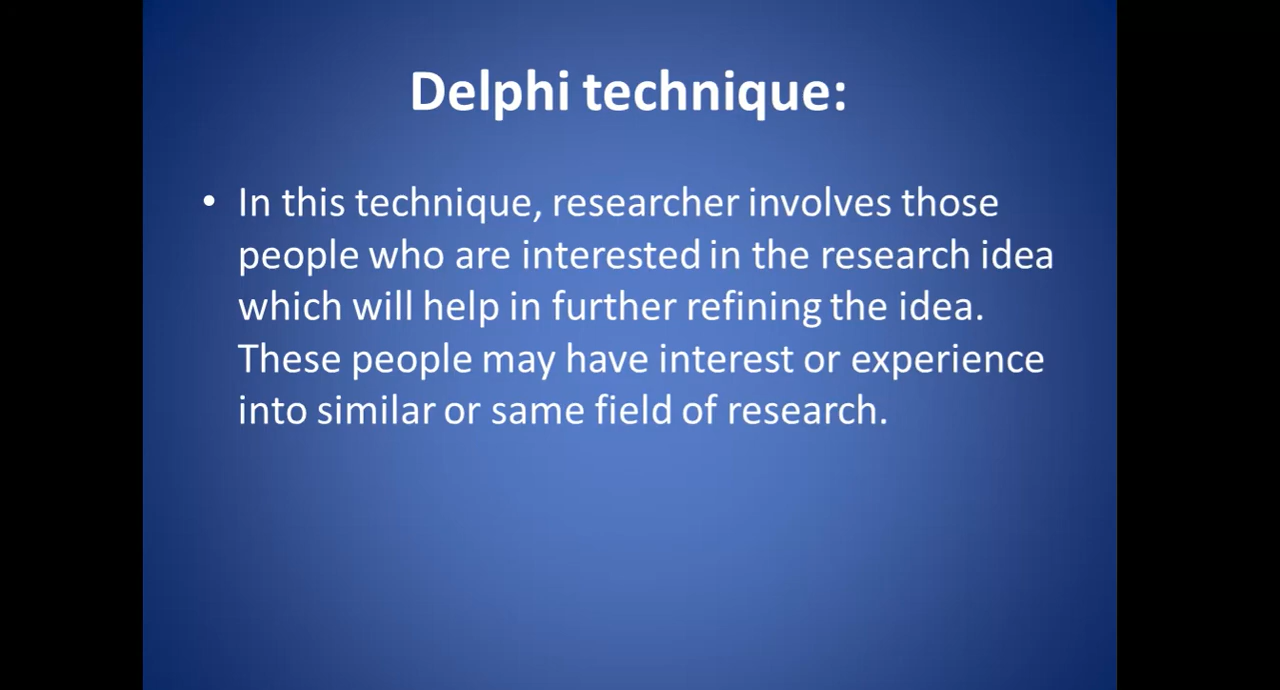 Delphi technique:
• In this technique, researcher involves those
people who are interested in the research idea
which will help in further refining the idea.
These people may have interest or experience
into similar or same field of research.